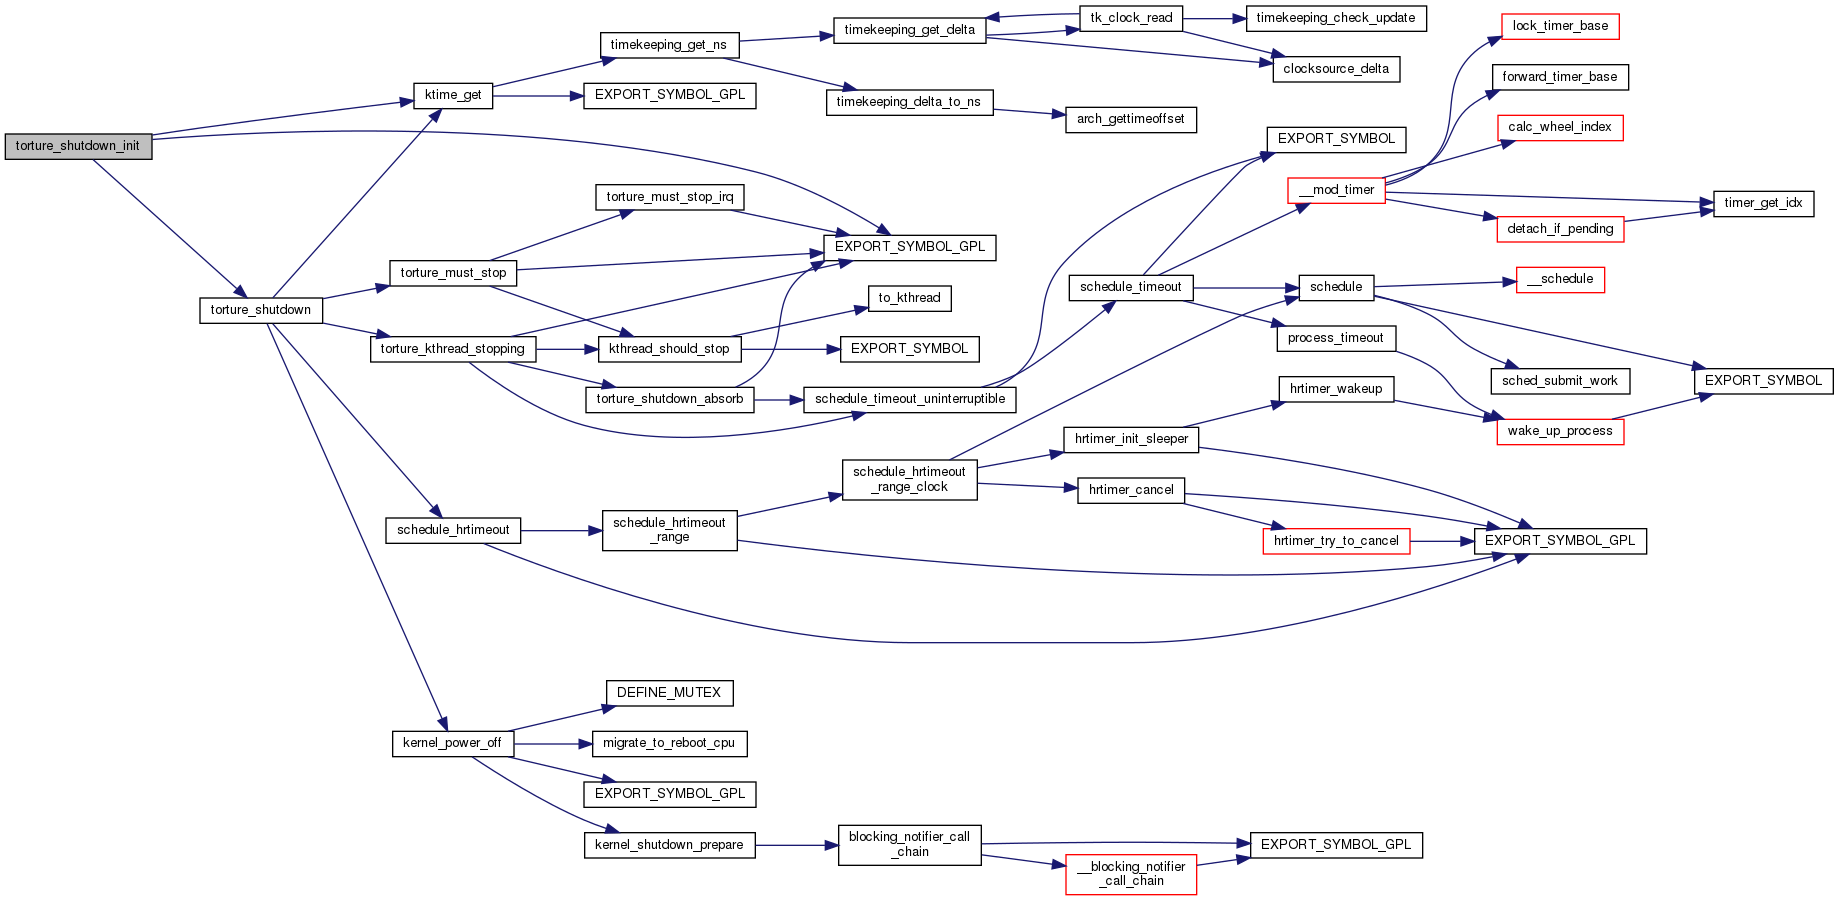 torture_shutdown_init
ktime_get
torture_shutdown
timekeeping_get_ns
EXPORT_SYMBOL_GPL
timekeeping_get_delta
timekeeping_delta_to_ns
tk_clock_read
timekeeping_check_update
clocksource_delta
arch_gettimeoffset
torture_must_stop
torture_must_stop_irq
EXPORT_SYMBOL_GPL
torture_kthread_stopping
kthread_should_stop
to_kthread
EXPORT_SYMBOL
torture_shutdown_absorb
schedule_timeout_uninterruptible
schedule_timeout
EXPORT_SYMBOL
__mod_timer
lock_timer_base
forward_timer_base
calc_wheel_index
timer_get_idx
detach_if_pending
schedule
__schedule
sched_submit_work
EXPORT_SYMBOL
process_timeout
wake_up_process
schedule_hrtimeout
schedule_hrtimeout
_range
schedule_hrtimeout
_range_clock
hrtimer_init_sleeper
hrtimer_wakeup
hrtimer_cancel
hrtimer_try_to_cancel
EXPORT_SYMBOL_GPL
kernel_power_off
DEFINE_MUTEX
migrate_to_reboot_cpu
EXPORT_SYMBOL_GPL
kernel_shutdown_prepare
blocking_notifier_call
_chain
__blocking_notifier
_call_chain
EXPORT_SYMBOL_GPL